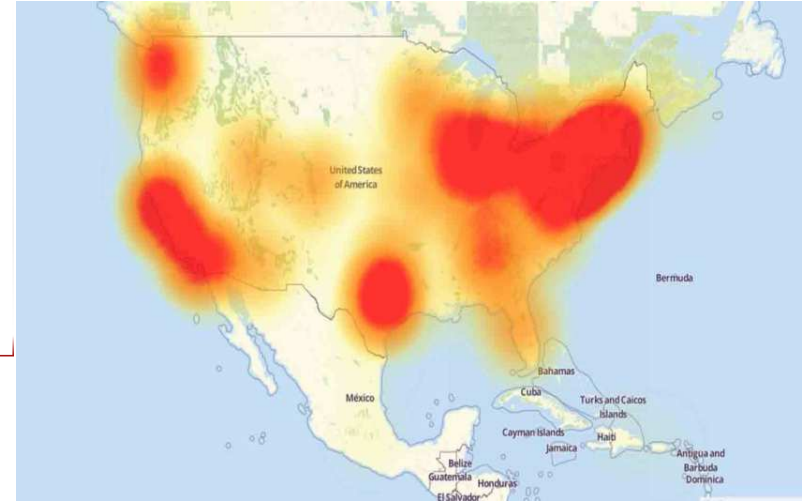 United States
of America
Bermuda
Bahamas
México
Cuba
Turks and Caicos
Islands
Cayman Islands
Haiti
Jamaica
Antigua and
Barbuda
Belize
Dominica
Guatemala
Honduras
El Salvador